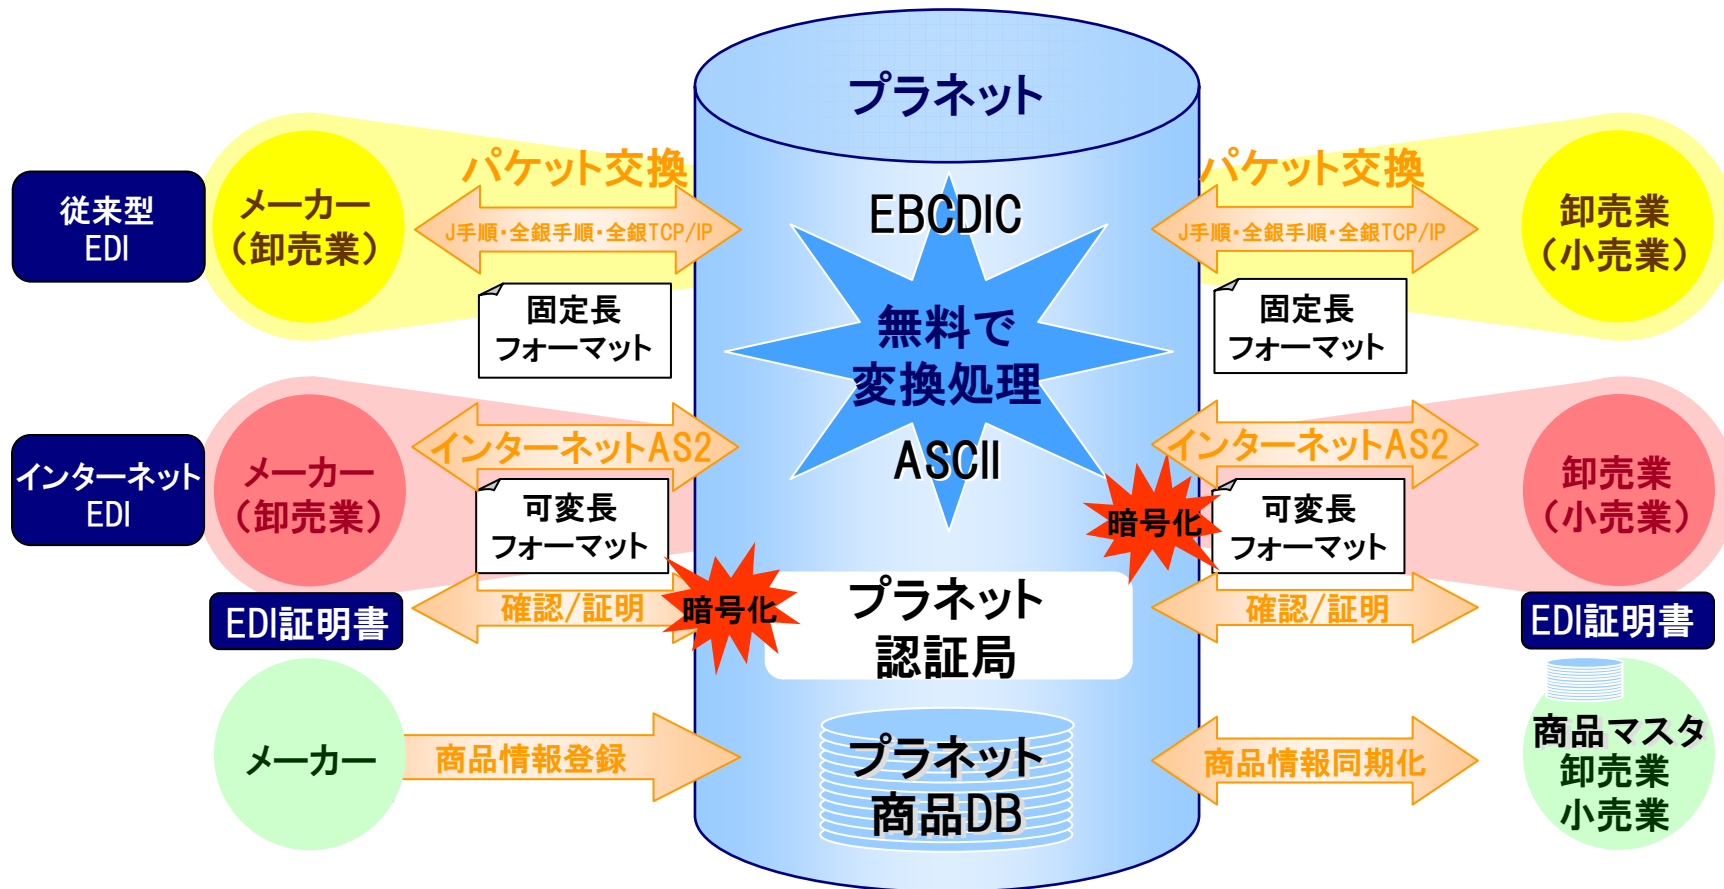 プラネット
パケット交換
パケット交換
従来型
EDI
メーカー
（卸売業）
J手順・全銀手順・全銀TCP/IP
EBCDIC
J手順・全銀手順・全銀TCP/IP
卸売業
（小売業）
固定長
フォーマット
無料で
変換処理
固定長
フォーマット
インターネット
EDI
メーカー
（卸売業）
インターネットAS2
ASCII
インターネットAS2
卸売業
（小売業）
可変長
フォーマット
暗号化
可変長
フォーマット
EDI証明書
確認/証明
暗号化
プラネット
認証局
確認/証明
EDI証明書
メーカー
商品情報登録
プラネット
商品DB
商品情報同期化
商品マスタ
卸売業
小売業